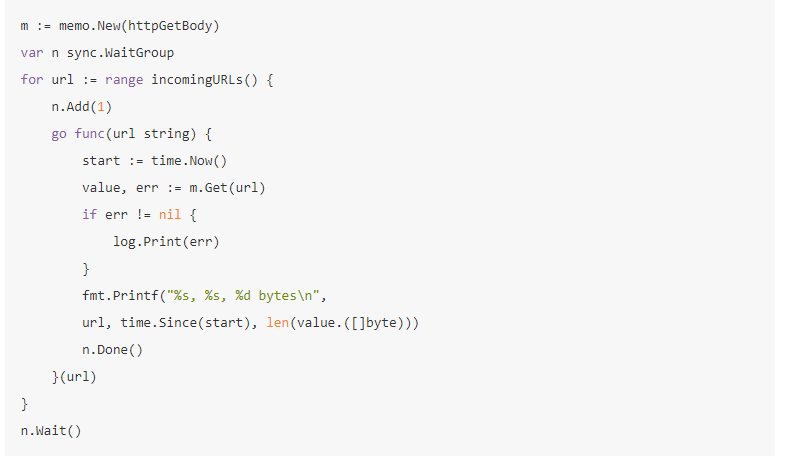 m := memo.New(httpGetBody)
var n sync.WaitGroup
for url := range incomingURLs() {
    n.Add(1)
    go func(url string) {
        start := time.Now()
        value, err := m.Get(url)
        if err != nil {
            log.Print(err)
        }
        fmt.Printf("%s, %s, %d bytes\n",
        url, time.Since(start), len(value.([]byte)))
        n.Done()
    }(url)
}
n.Wait()